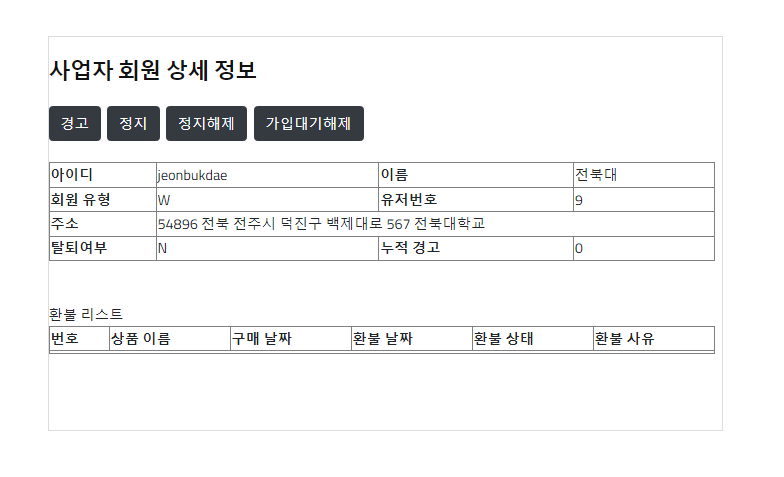 사업자 회원 상세 정보
경고 정지 정지해제 가입대기해제
아이디 jeonbukdae 이름 전북대
회원 유형 W 유저번호 9
주소 54896 전북 전주시 덕진구 백제대로 567 전북대학교
탈퇴여부 N 누적 경고 0
환불 리스트
번호 상품 이름 구매 날짜 환불 날짜 환불 상태 환불 사유